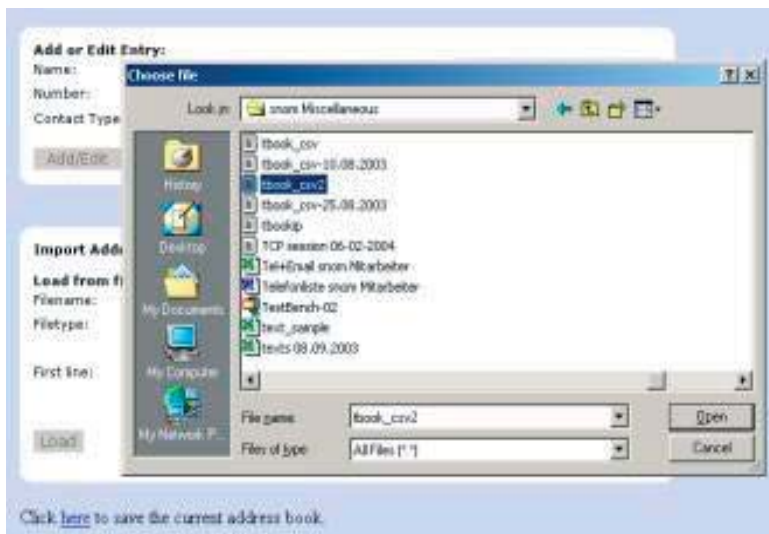 Add or Edit Entry:
Name:
Number:
Contact Type
Add/Edit
Import Add
Load from f
Filename:
Filetype:
First line:
Load
Choose file
Look in:
snom Miscellaneous
History
Desktop
My Documents
My Computer
My Network P...
tbook_csv
tbook_csv-10.08.2003
tbook_csv2
tbook_csv-25.08.2003
tbookip
TCP session 06-02-2004
Tel+Email snom Mitarbeiter
Telefonliste snom Mitarbeiter
TestBench-02
text_sample
texts 08.09.2003
File name:
tbook_csv2
Open
Files of type:
All Files (*.*)
Cancel
Click here to save the current address book.